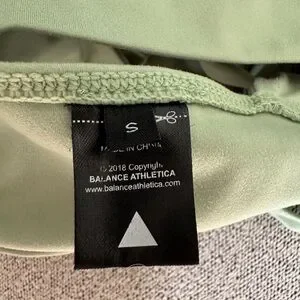 S
MADE IN CHINA
© 2018 Copyright
BALANCE ATHLETICA
www.balanceathletica.com